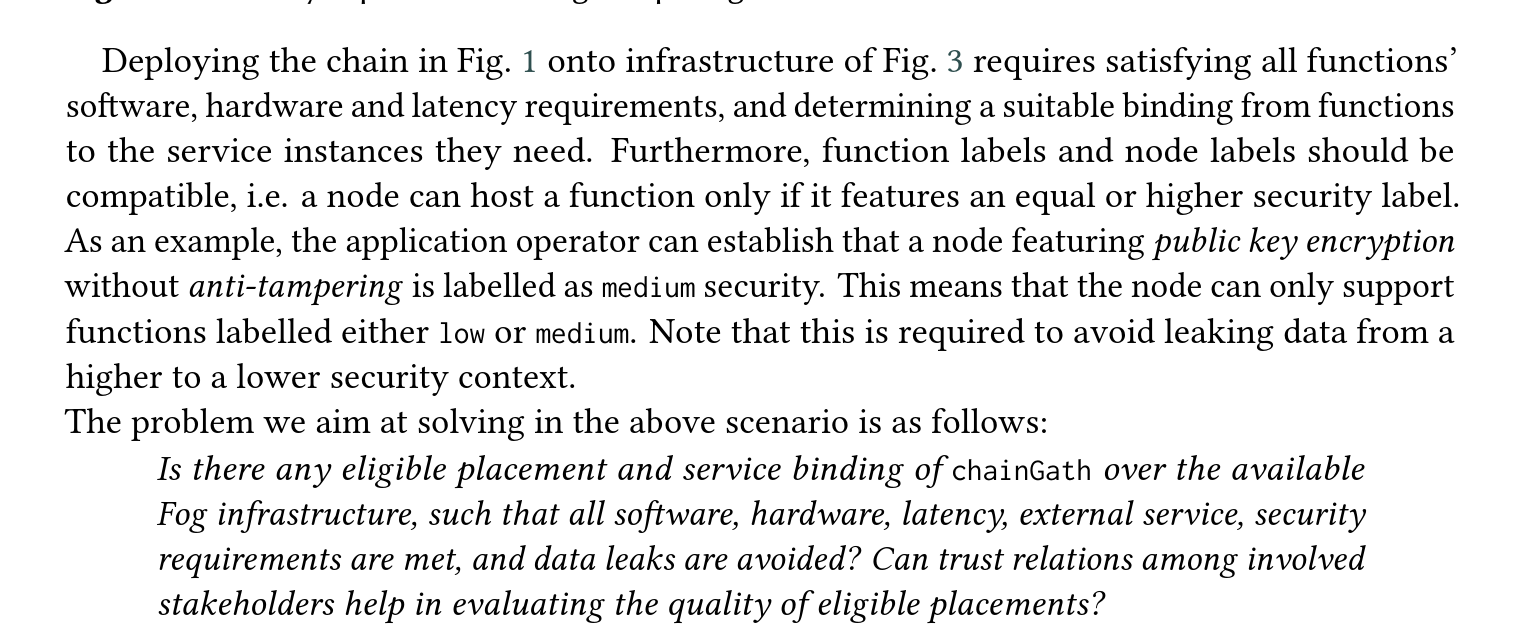 Deploying the chain in Fig. 1 onto infrastructure of Fig. 3 requires satisfying all functions’
software, hardware and latency requirements, and determining a suitable binding from functions
to the service instances they need. Furthermore, function labels and node labels should be
compatible, i.e. a node can host a function only if it features an equal or higher security label.
As an example, the application operator can establish that a node featuring public key encryption
without anti-tampering is labelled as medium security. This means that the node can only support
functions labelled either low or medium. Note that this is required to avoid leaking data from a
higher to a lower security context.
The problem we aim at solving in the above scenario is as follows:
Is there any eligible placement and service binding of chainGath over the available
Fog infrastructure, such that all software, hardware, latency, external service, security
requirements are met, and data leaks are avoided? Can trust relations among involved
stakeholders help in evaluating the quality of eligible placements?